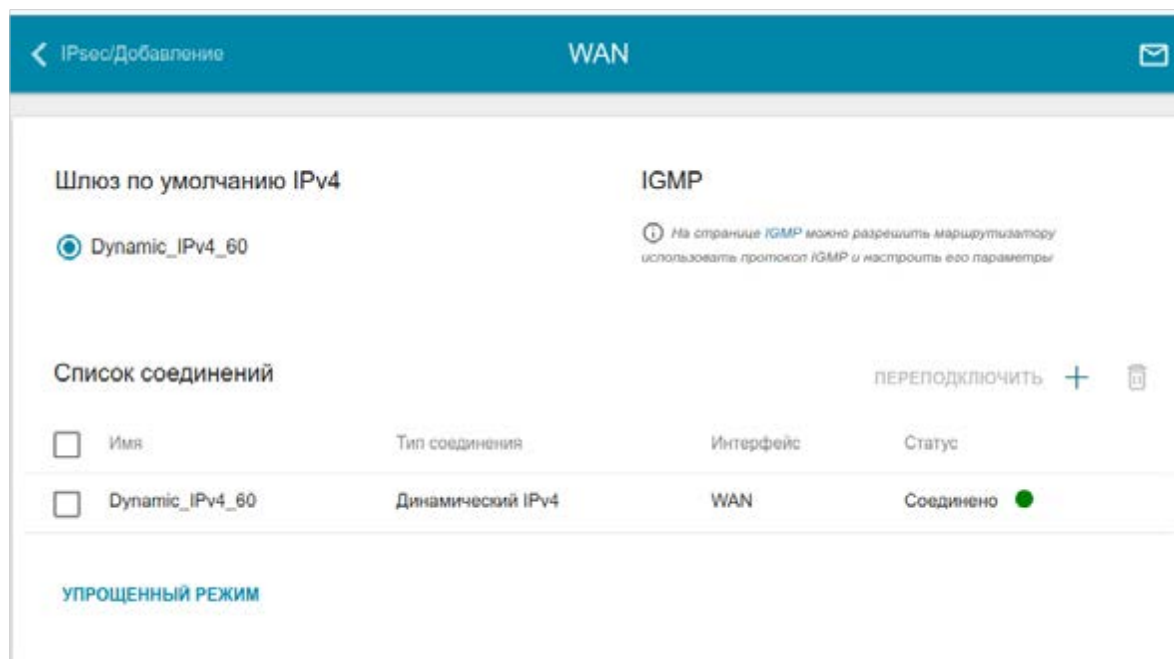 IPsec/Добавление
WAN
Шлюз по умолчанию IPv4
Dynamic_IPv4_60
IGMP
На странице IGMP можно разрешить маршрутизатору
использовать протокол IGMP и настроить его параметры
Список соединений
ПЕРЕПОДКЛЮЧИТЬ
Имя Тип соединения Интерфейс Статус
Dynamic_IPv4_60 Динамический IPv4 WAN Соединено
УПРОЩЕННЫЙ РЕЖИМ